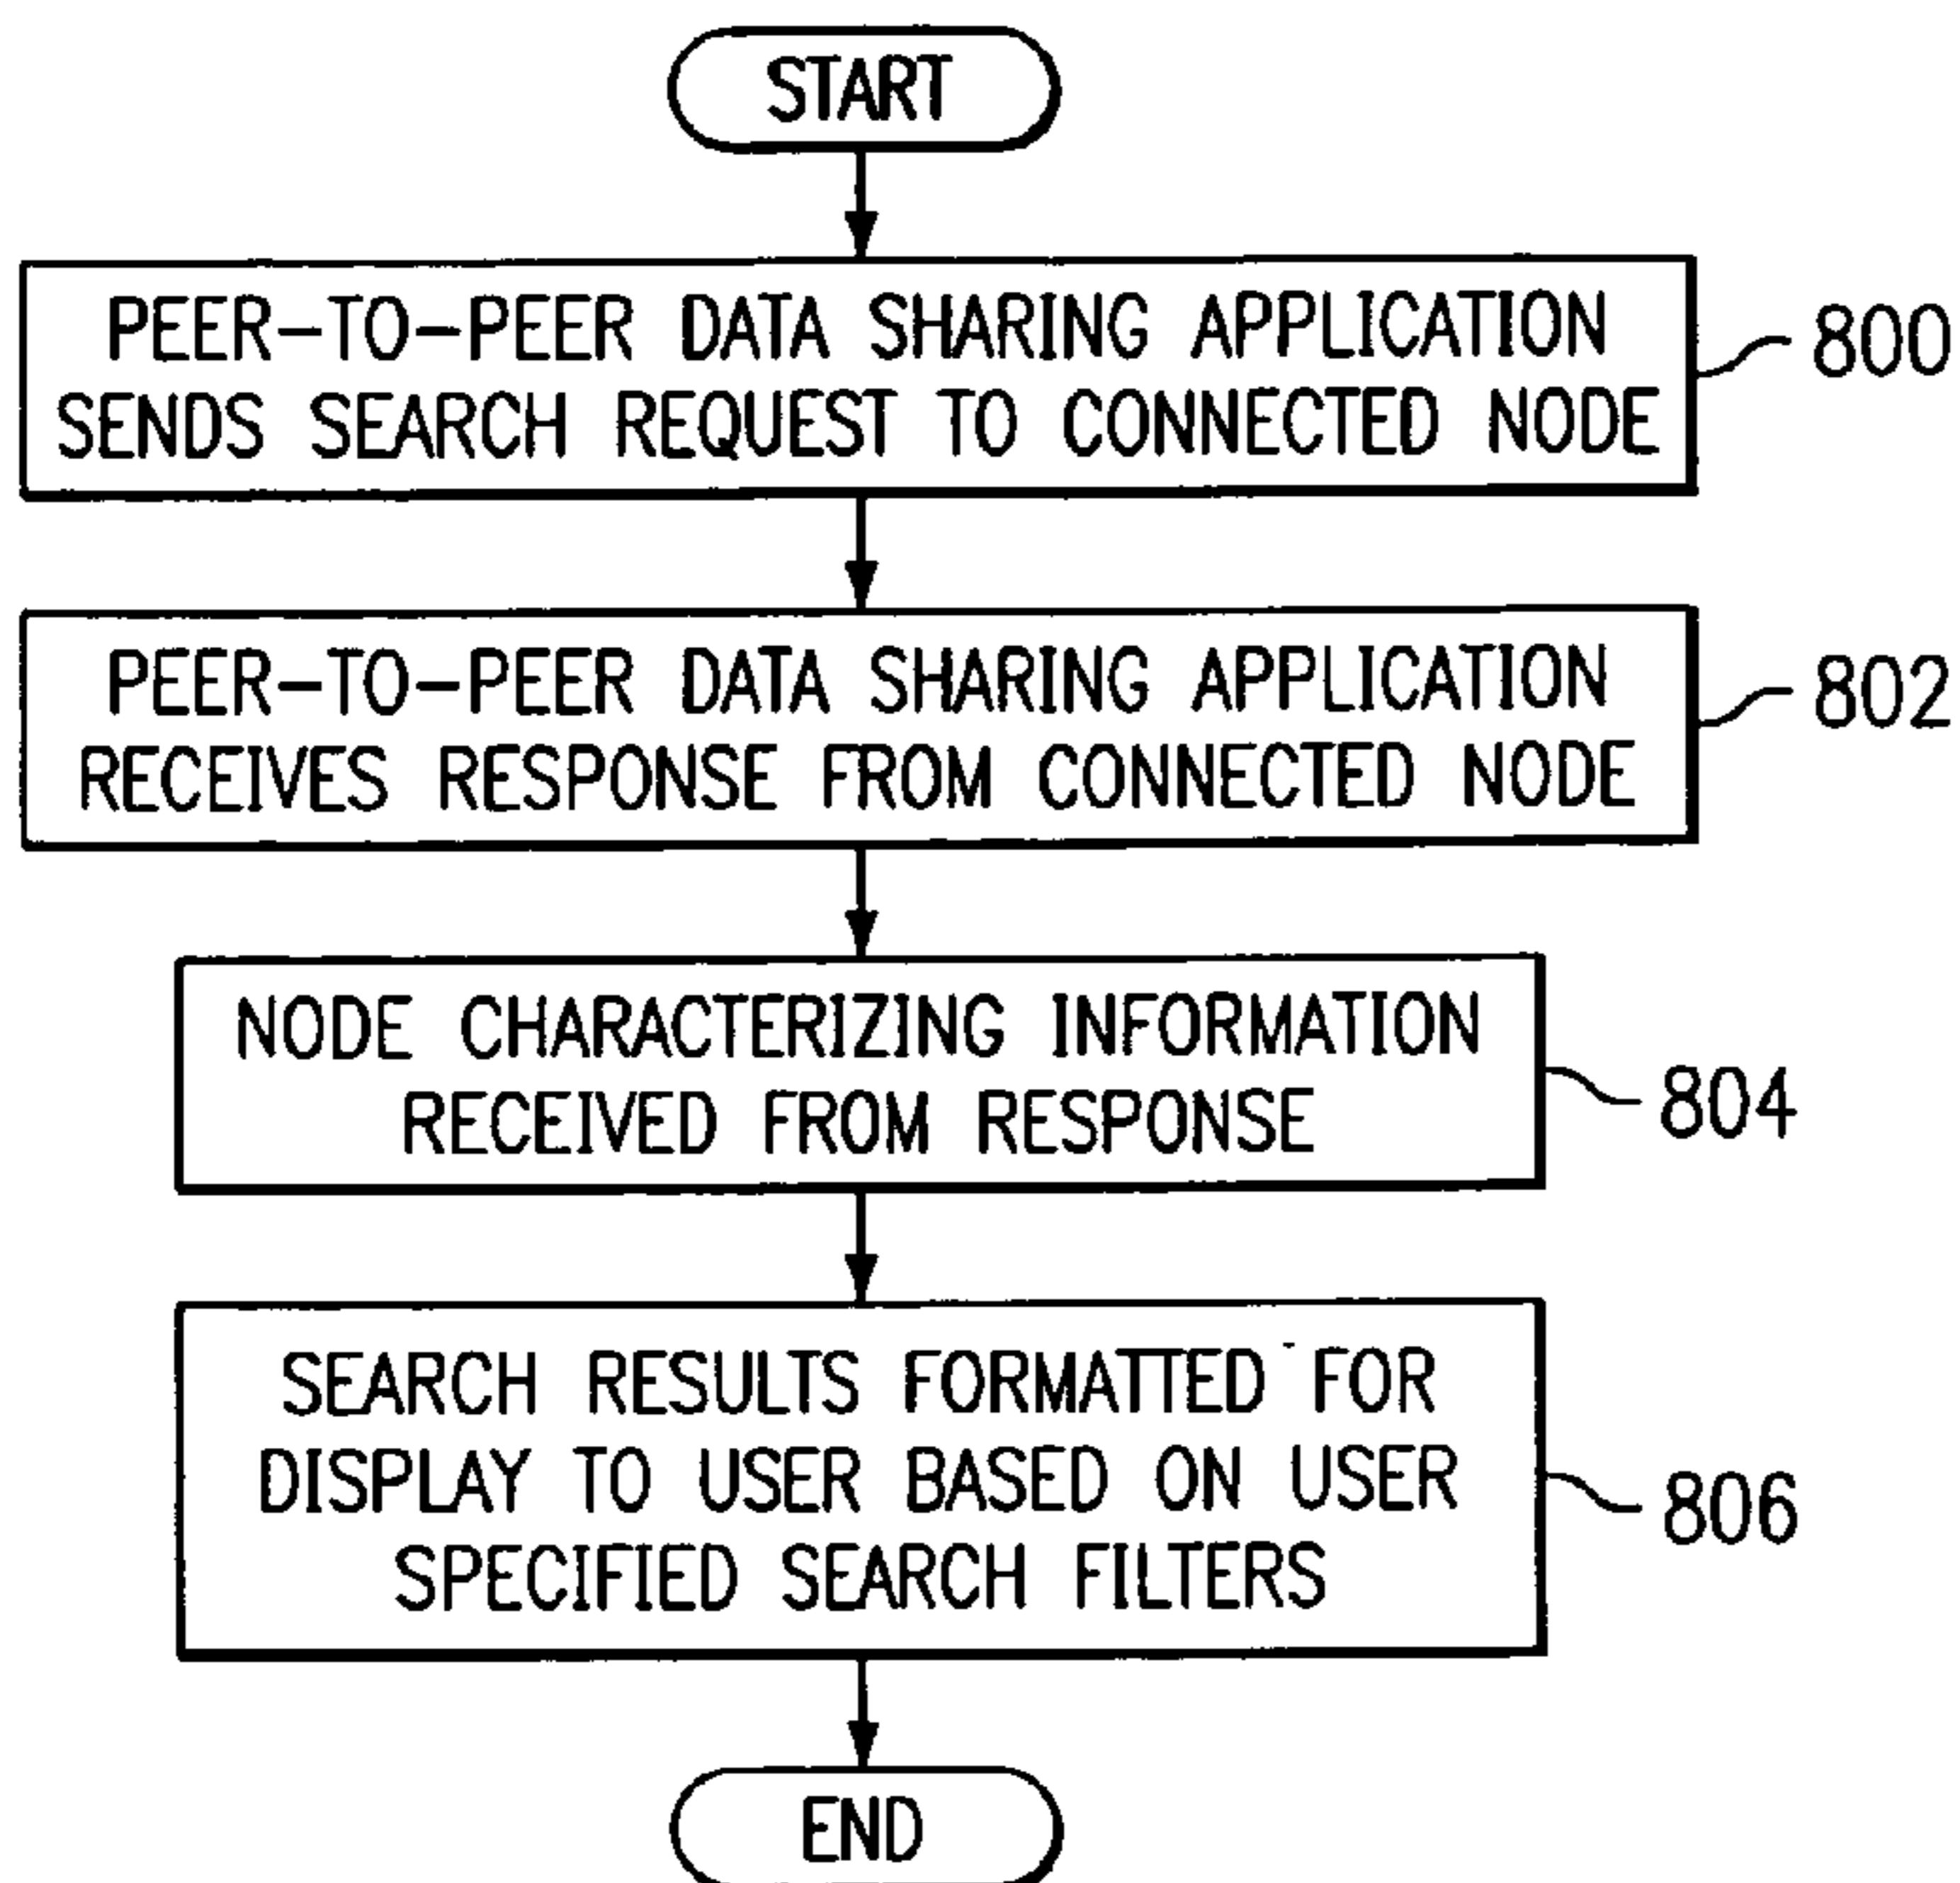 START
PEER-TO-PEER DATA SHARING APPLICATION
SENDS SEARCH REQUEST TO CONNECTED NODE
800
PEER-TO-PEER DATA SHARING APPLICATION
RECEIVES RESPONSE FROM CONNECTED NODE
802
NODE CHARACTERIZING INFORMATION
RECEIVED FROM RESPONSE
804
SEARCH RESULTS FORMATTED FOR
DISPLAY TO USER BASED ON USER
SPECIFIED SEARCH FILTERS
806
END